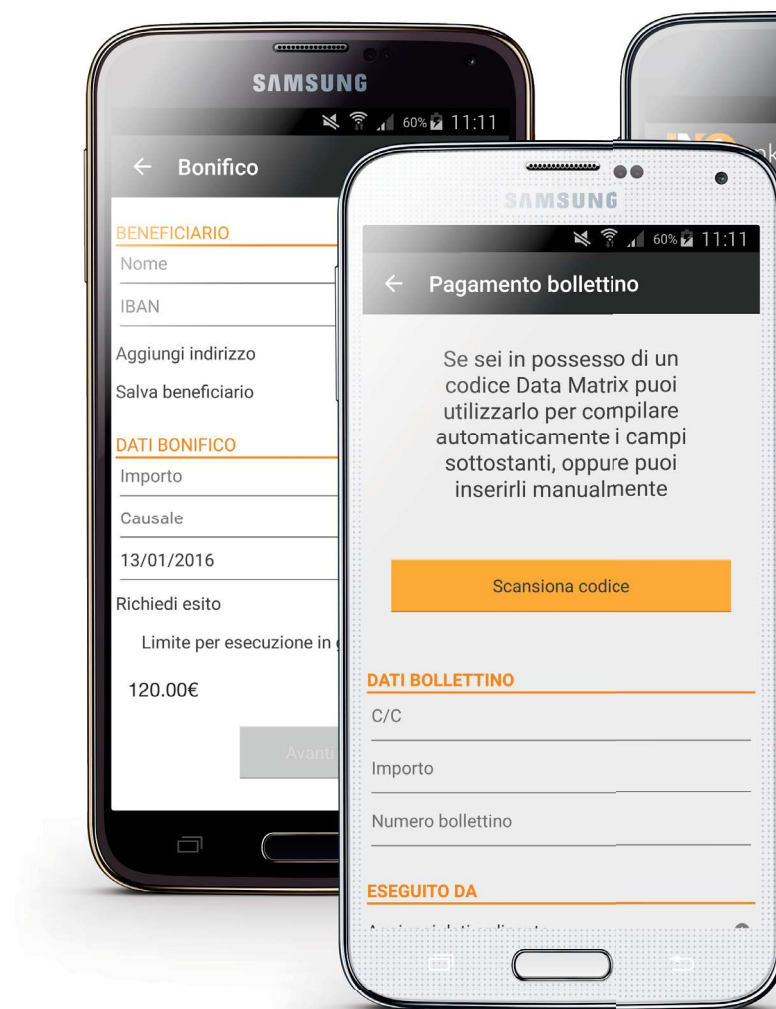 SAMSUNG
60% 11:11
Bonifico
BENEFICIARIO
Nome
IBAN
Aggiungi indirizzo
Salva beneficiario
DATI BONIFICO
Importo
Causale
13/01/2016
Richiedi esito
Limite per esecuzione in
120.00€
Avanti
SAMSUNG
60% 11:11
Pagamento bollettino
Se sei in possesso di un
codice Data Matrix puoi
utilizzarlo per compilare
automaticamente i campi
sottostanti, oppure puoi
inserirli manualmente
Scansiona codice
DATI BOLLETTINO
C/C
Importo
Numero bollettino
ESEGUITO DA